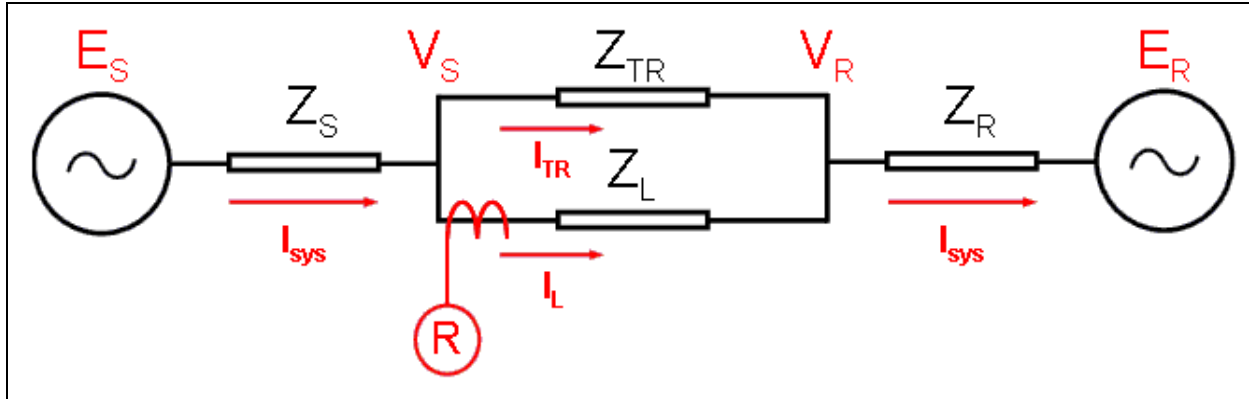 E_S
V_S
Z_TR
V_R
E_R
Z_S
Z_R
I_TR
Z_L
I_sys
I_sys
I_L
R